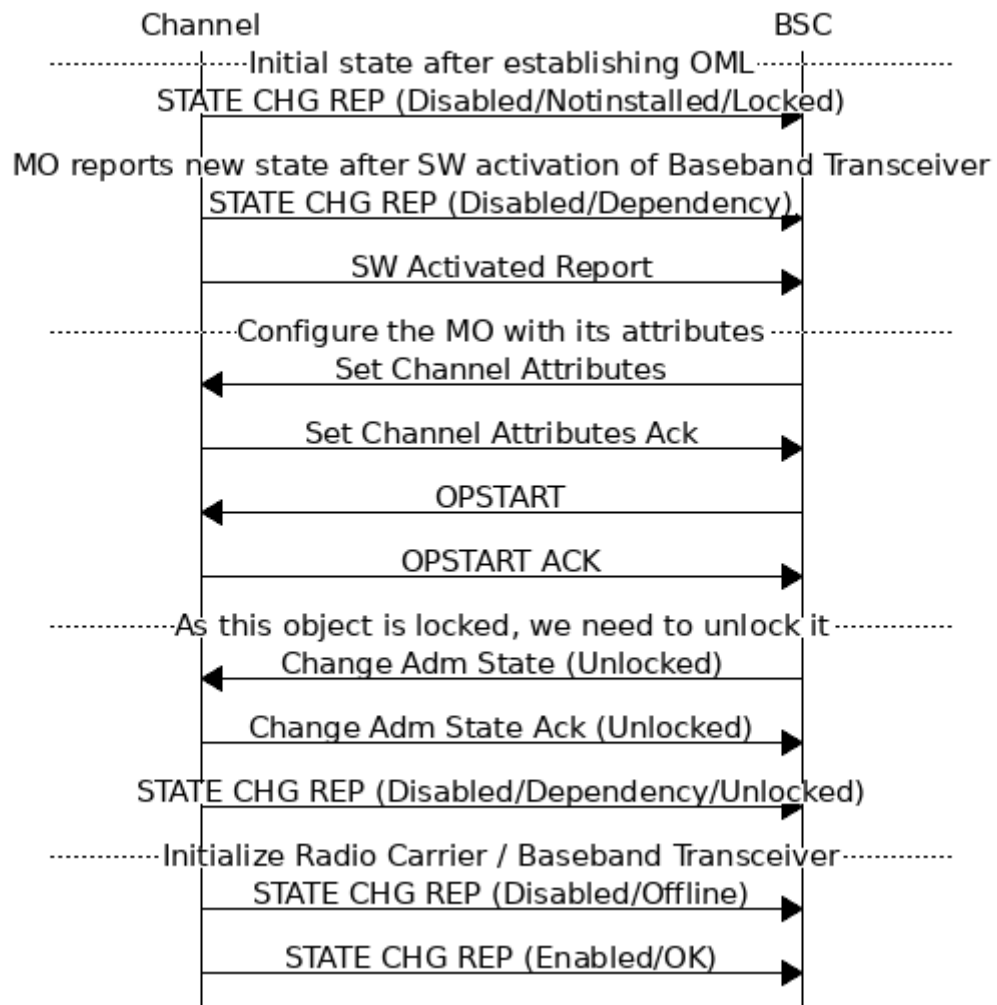 Channel BSC
Initial state after establishing OML
STATE CHG REP (Disabled/Notinstalled/Locked)
MO reports new state after SW activation of Baseband Transceiver
STATE CHG REP (Disabled/Dependency)
SW Activated Report
Configure the MO with its attributes
Set Channel Attributes
Set Channel Attributes Ack
OPSTART
OPSTART ACK
As this object is locked, we need to unlock it
Change Adm State (Unlocked)
Change Adm State Ack (Unlocked)
STATE CHG REP (Disabled/Dependency/Unlocked)
Initialize Radio Carrier / Baseband Transceiver
STATE CHG REP (Disabled/Offline)
STATE CHG REP (Enabled/OK)